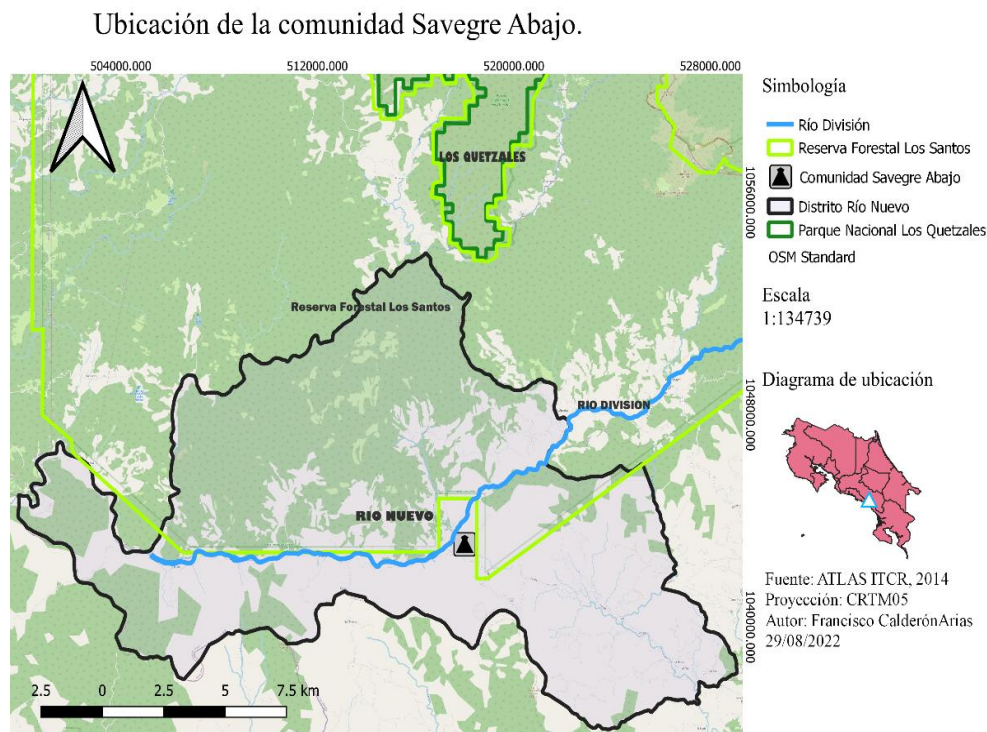 Ubicación de la comunidad Savegre Abajo.
504000.000 512000.000 520000.000 528000.000
LOS QUETZALES
Reserva Forestal Los Santos
RIO DIVISION
RIO NUEVO
1056000.000
1048000.000
1040000.000
2.5 0 2.5 5 7.5 km
Simbología
Río División
Reserva Forestal Los Santos
Comunidad Savegre Abajo
Distrito Río Nuevo
Parque Nacional Los Quetzales
OSM Standard
Escala
1:134739
Diagrama de ubicación
Fuente: ATLAS ITCR, 2014
Proyección: CRTM05
Autor: Francisco CalderónArias
29/08/2022